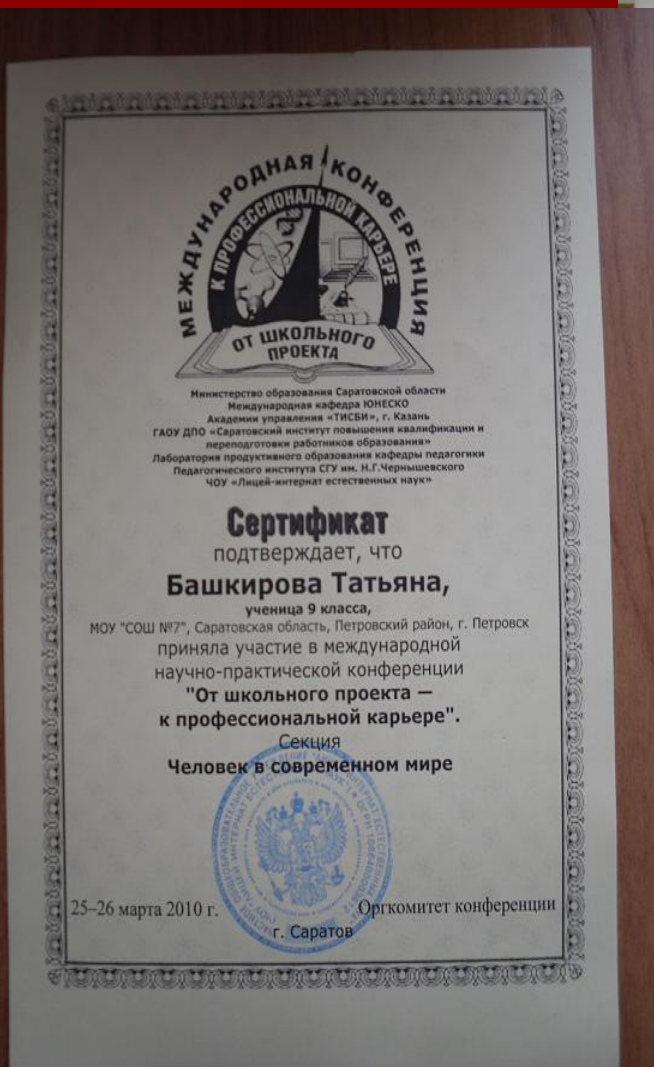 МЕЖДУНАРОДНАЯ КОНФЕРЕНЦИЯ
К ПРОФЕССИОНАЛЬНОЙ КАРЬЕРЕ
ОТ ШКОЛЬНОГО
ПРОЕКТА
Министерство образования Саратовской области
Международная кафедра ЮНЕСКО
Академии управления «ТИСБИ», г. Казань
ГАОУ ДПО «Саратовский институт повышения квалификации и
переподготовки работников образования»
Лаборатория продуктивного образования кафедры педагогики
Педагогического института СГУ им. Н.Г.Чернышевского
ЧОУ «Лицей-интернат естественных наук»
Сертификат
подтверждает, что
Башкирова Татьяна,
ученица 9 класса,
МОУ "СОШ №7", Саратовская область, Петровский район, г. Петровск
приняла участие в международной
научно-практической конференции
"От школьного проекта —
к профессиональной карьере".
Секция
Человек в современном мире
25–26 марта 2010 г.
Оргкомитет конференции
г. Саратов